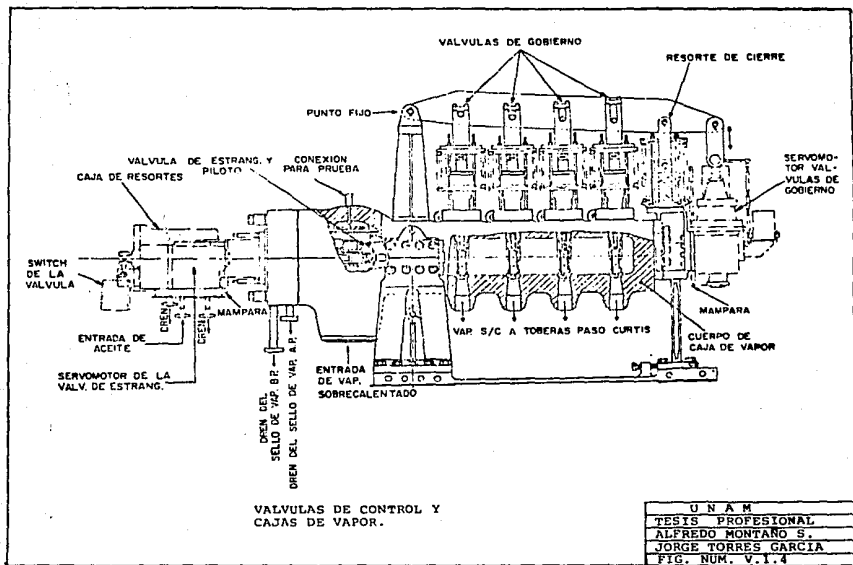 VALVULAS DE GOBIERNO
RESORTE DE CIERRE
PUNTO FIJO
VALVULA DE ESTRANG. Y
PILOTO
CONEXION
PARA PRUEBA
CAJA DE RESORTES
SERVOMO-
TOR VAL-
VULAS DE
GOBIERNO
SWITCH
DE LA
VALVULA
MAMPARA
DREN
DREN
ENTRADA DE
ACEITE
SERVOMOTOR DE LA
VALV. DE ESTRANG.
DREN DEL
SELLO DE VAP. B.P.
DREN DEL SELLO DE VAP. A.P.
ENTRADA
DE VAP.
SOBRECALENTADO
VAP. S/C A TOBERAS PASO CURTIS
MAMPARA
CUERPO DE
CAJA DE VAPOR
VALVULAS DE CONTROL Y
CAJAS DE VAPOR.
U N A M
TESIS PROFESIONAL
ALFREDO MONTAÑO S.
JORGE TORRES GARCIA
FIG. NUM. V.1.4